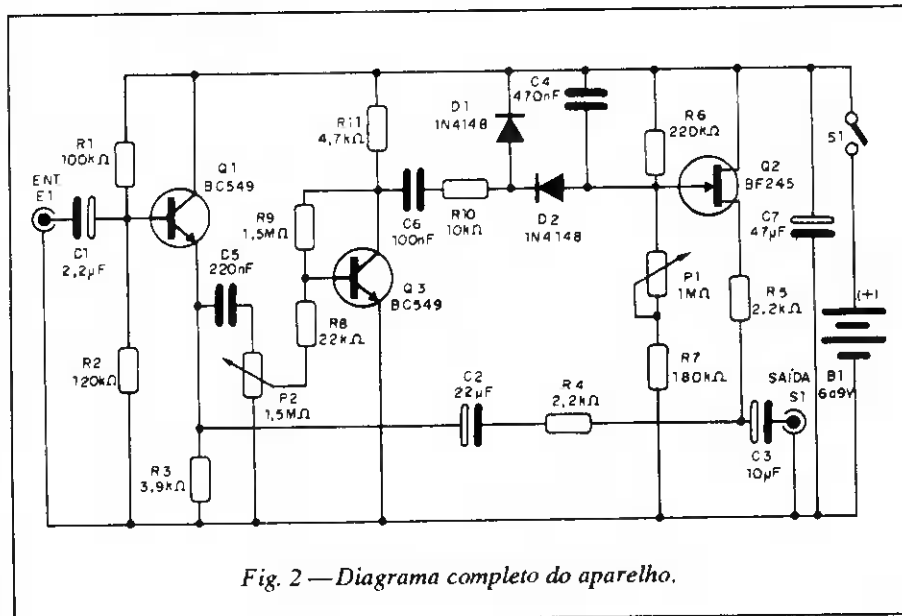 R1
100kΩ
ENT.
E1
C1
2,2µF
R2
120kΩ
Q1
BC549
C5
220nF
P2
1,5MΩ
R3
3,9kΩ
R11
4,7kΩ
R9
1,5MΩ
R8
22kΩ
Q3
BC549
C6
100nF
R10
10kΩ
D1
1N4148
D2
1N4148
C4
470nF
C2
22µF
R4
2,2kΩ
R6
220kΩ
Q2
BF245
P1
1MΩ
R7
180kΩ
R5
2.2kΩ
C3
10µF
SAÍDA
S1
C7
47µF
S1
(+)
B1
6a9V
Fig. 2 — Diagrama completo do aparelho.